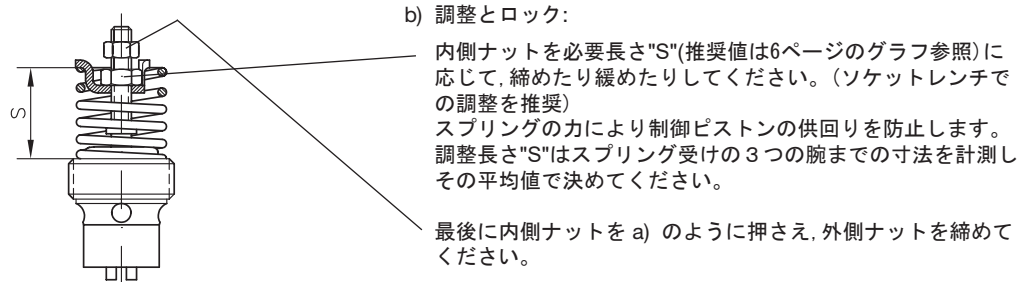 b) 調整とロック:
内側ナットを必要長さ"S"(推奨値は6ページのグラフ参照)に
応じて,締めたり緩めたりしてください。(ソケットレンチで
の調整を推奨)
スプリングの力により制御ピストンの供回りを防止します。
調整長さ"S"はスプリング受けの３つの腕までの寸法を計測し
その平均値で決めてください。
最後に内側ナットを a) のように押さえ,外側ナットを締めて
ください。
S